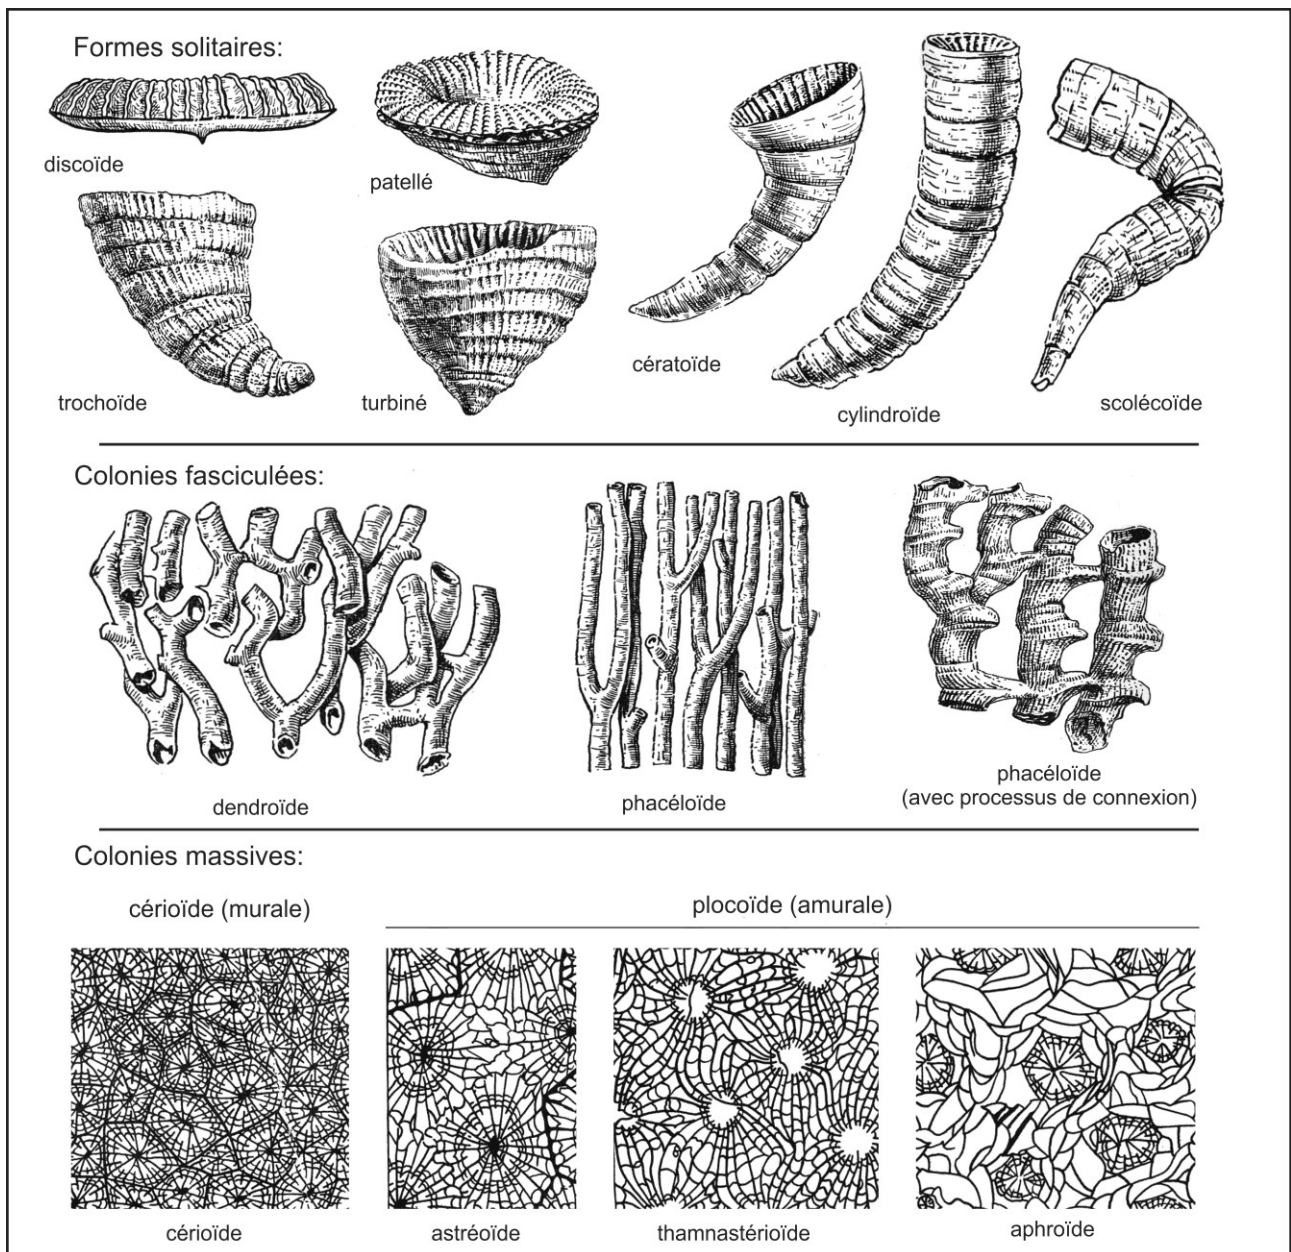 Formes solitaires:
discoïde
patellé
trochoïde
turbiné
cératoïde
cylindroïde
scolécoïde
Colonies fasciculées:
dendroïde
phacéloïde
phacéloïde
(avec processus de connexion)
Colonies massives:
cérioïde (murale)
plocoïde (amurale)
cérioïde
astréoïde
thamnastérioïde
aphroïde